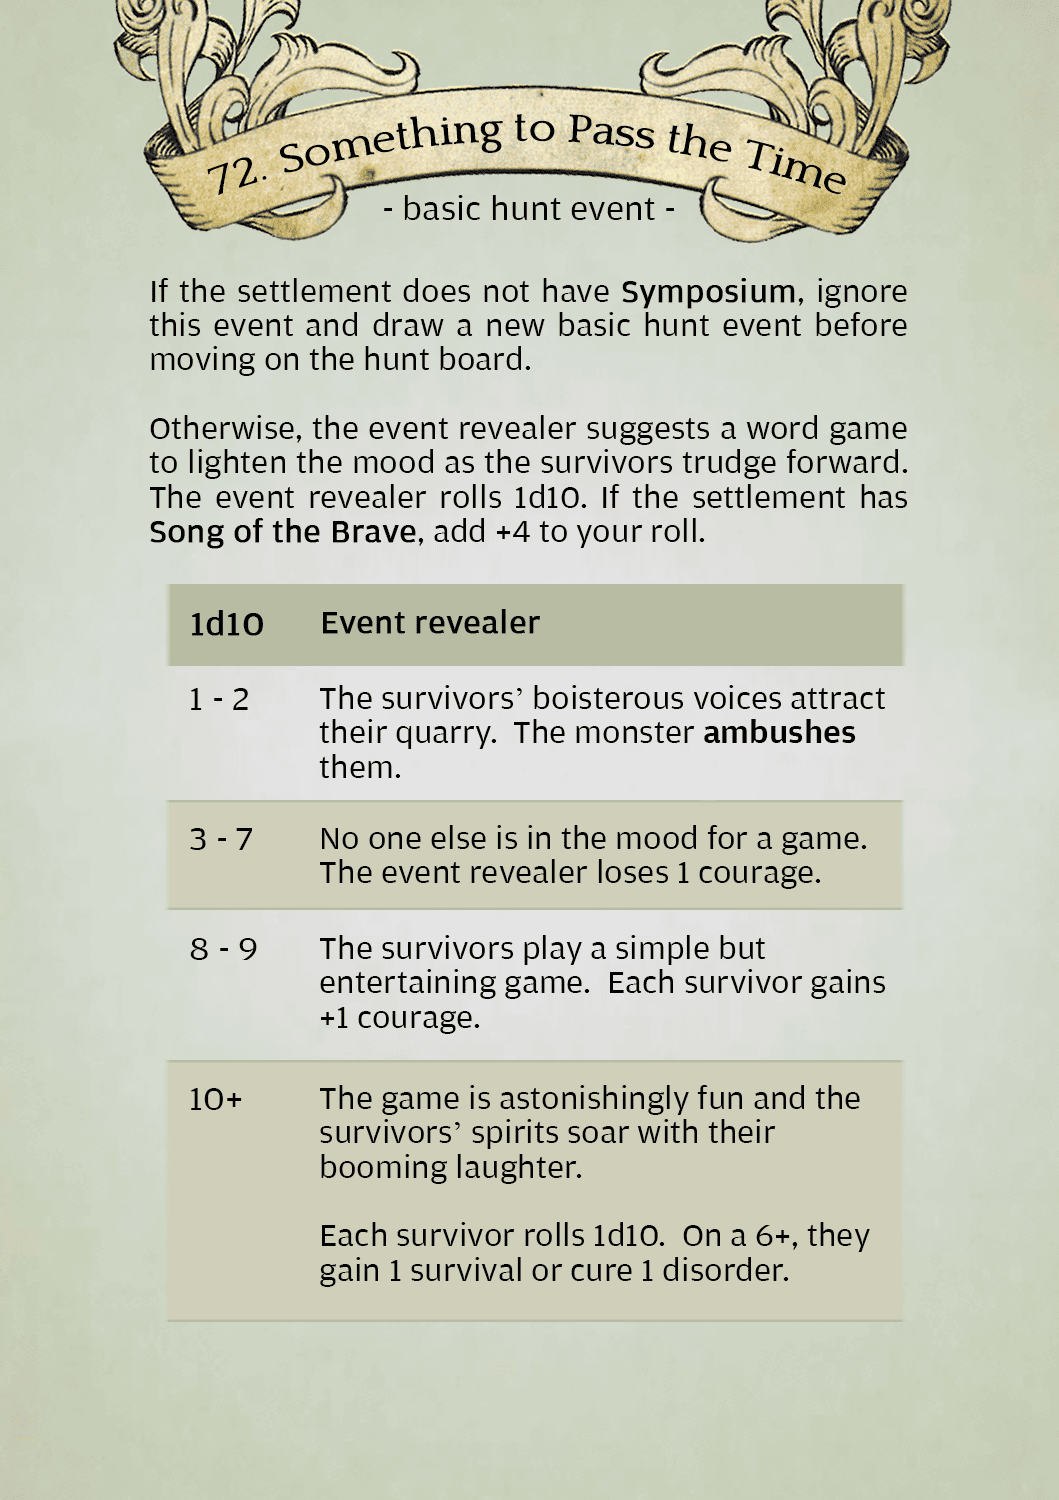 72. Something to Pass the Time
- basic hunt event -
If the settlement does not have Symposium, ignore
this event and draw a new basic hunt event before
moving on the hunt board.
Otherwise, the event revealer suggests a word game
to lighten the mood as the survivors trudge forward.
The event revealer rolls 1d10. If the settlement has
Song of the Brave, add +4 to your roll.
1d10 Event revealer
1 - 2 The survivors’ boisterous voices attract
their quarry. The monster ambushes
them.
3 - 7 No one else is in the mood for a game.
The event revealer loses 1 courage.
8 - 9 The survivors play a simple but
entertaining game. Each survivor gains
+1 courage.
10+ The game is astonishingly fun and the
survivors’ spirits soar with their
booming laughter.
Each survivor rolls 1d10. On a 6+, they
gain 1 survival or cure 1 disorder.